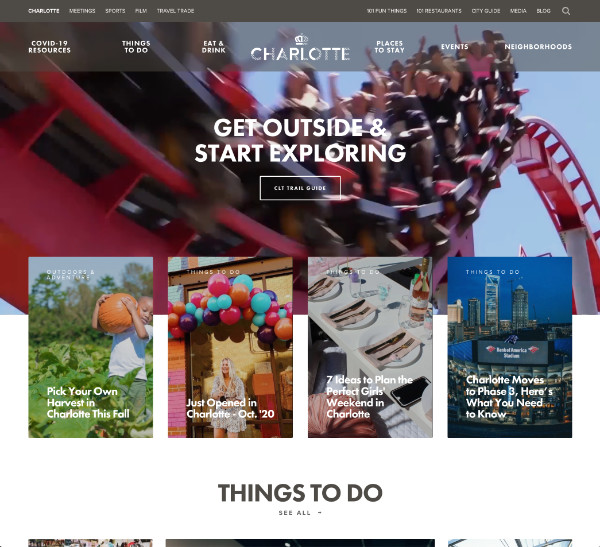 CHARLOTTE MEETINGS SPORTS FILM TRAVEL TRADE 101 FUN THINGS 101 RESTAURANTS CITY GUIDE MEDIA BLOG
COVID-19
RESOURCES
THINGS
TO DO
EAT &
DRINK
CHARLOTTE
PLACES
TO STAY
EVENTS
NEIGHBORHOODS
GET OUTSIDE &
START EXPLORING
CLT TRAIL GUIDE
OUTDOORS &
ADVENTURE
Pick Your Own
Harvest in
Charlotte This Fall
THINGS TO DO
Just Opened in
Charlotte - Oct. '20
THINGS TO DO
7 Ideas to Plan the
Perfect Girls'
Weekend in
Charlotte
THINGS TO DO
Bank of America
Stadium
Charlotte Moves
to Phase 3, Here's
What You Need
to Know
THINGS TO DO
SEE ALL →